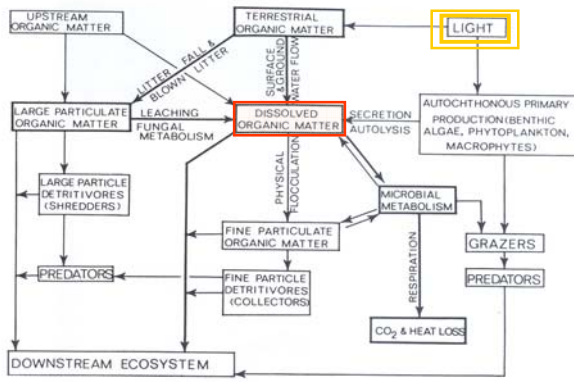 UPSTREAM
ORGANIC MATTER
TERRESTRIAL
ORGANIC MATTER
LIGHT
LITTER FALL &
BLOWN LITTER
SURFACE
& GROUND
WATER FLOW
LARGE PARTICULATE
ORGANIC MATTER
LEACHING
FUNGAL METABOLISM
DISSOLVED
ORGANIC MATTER
SECRETION
AUTOLYSIS
AUTOCHTHONOUS PRIMARY
PRODUCTION (BENTHIC
ALGAE, PHYTOPLANKTON,
MACROPHYTES)
LARGE PARTICLE
DETRITIVORES
(SHREDDERS)
PHYSICAL
FLOCCULATION
MICROBIAL
METABOLISM
FINE PARTICULATE
ORGANIC MATTER
GRAZERS
PREDATORS
FINE PARTICLE
DETRITIVORES
(COLLECTORS)
RESPIRATION
PREDATORS
CO2 & HEAT LOSS
DOWNSTREAM ECOSYSTEM